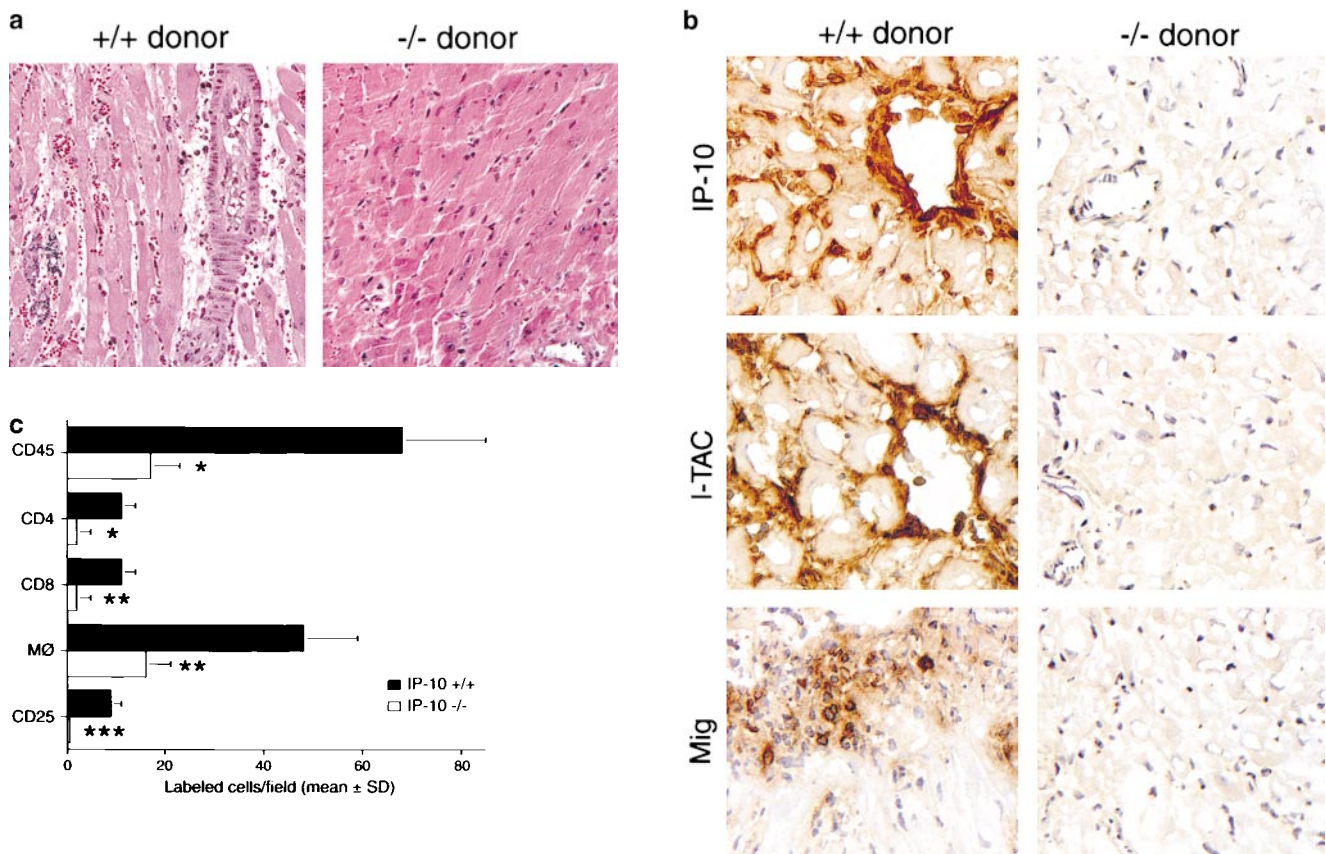 a
+/+ donor
-/- donor
b
+/+ donor
-/- donor
IP-10
I-TAC
Mig
c
CD45
*
CD4
*
CD8
**
MØ
**
CD25
***
IP-10 +/+
IP-10 -/-
0 20 40 60 80
Labeled cells/field (mean ± SD)